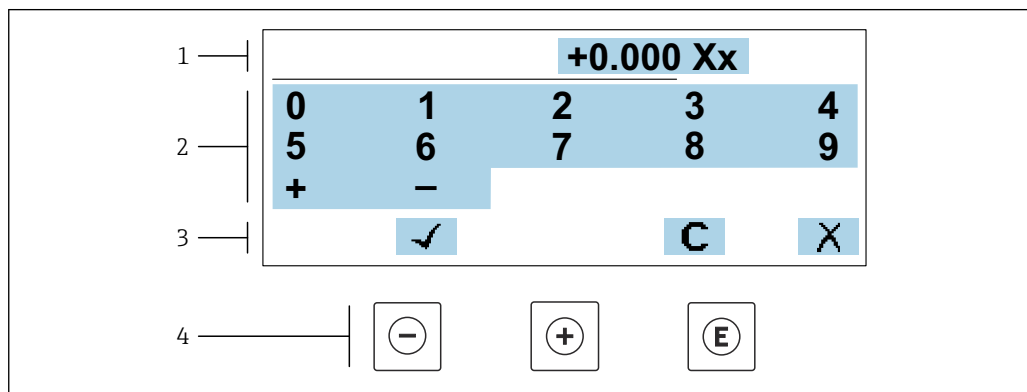 1 +0.000 Xx
0 1 2 3 4
2 5 6 7 8 9
+ −
3 ✓ C X
4 − + E